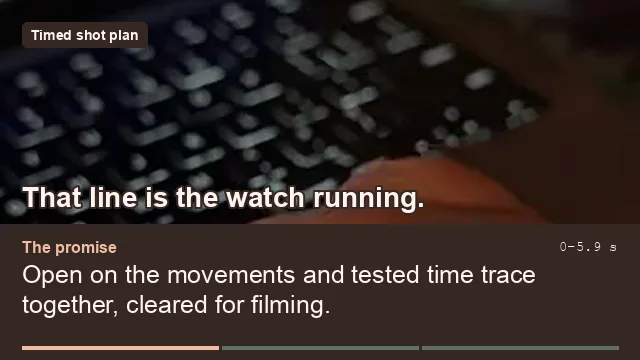 Timed shot plan
That line is the watch running.
The promise
0–5.9 s
Open on the movements and tested time trace
together, cleared for filming.